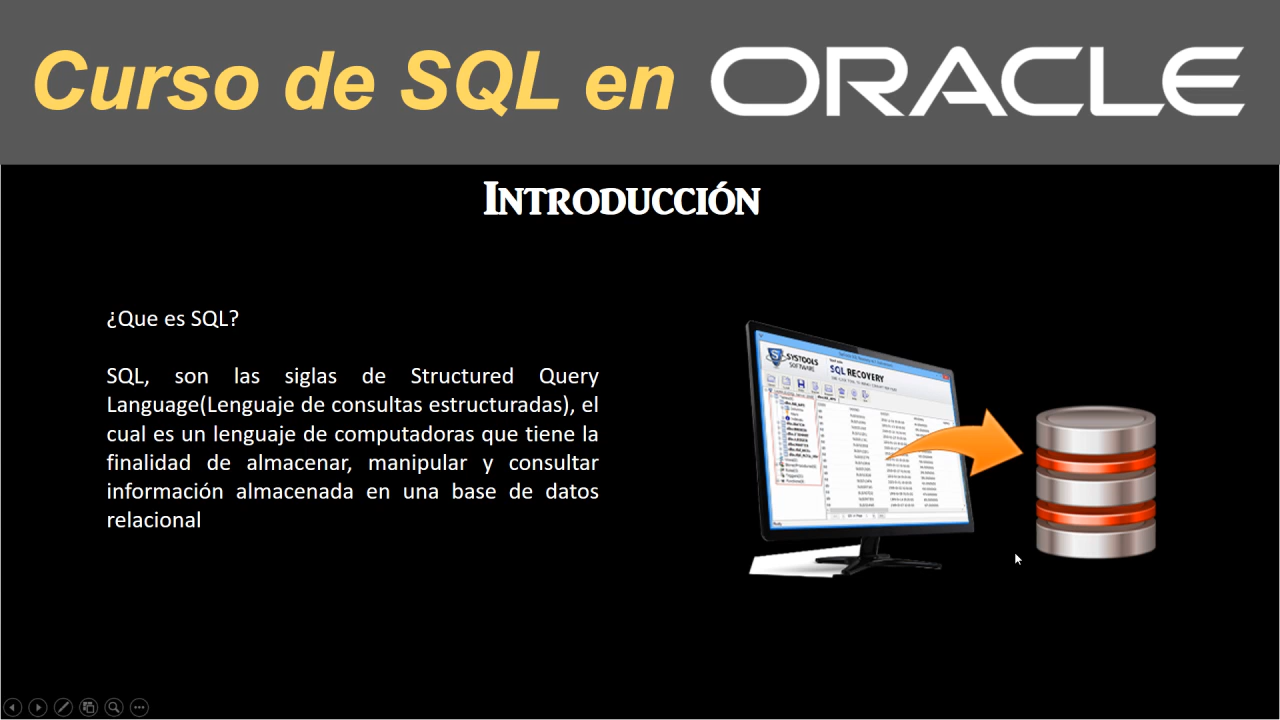 Curso de SQL en ORACLE
INTRODUCCIÓN
¿Que es SQL?
SQL, son las siglas de Structured Query
Language(Lenguaje de consultas estructuradas), el
cual es un lenguaje de computadoras que tiene la
finalidad de almacenar, manipular y consultar
información almacenada en una base de datos
relacional
SYSTOOLS
SOFTWARE
SQL RECOVERY